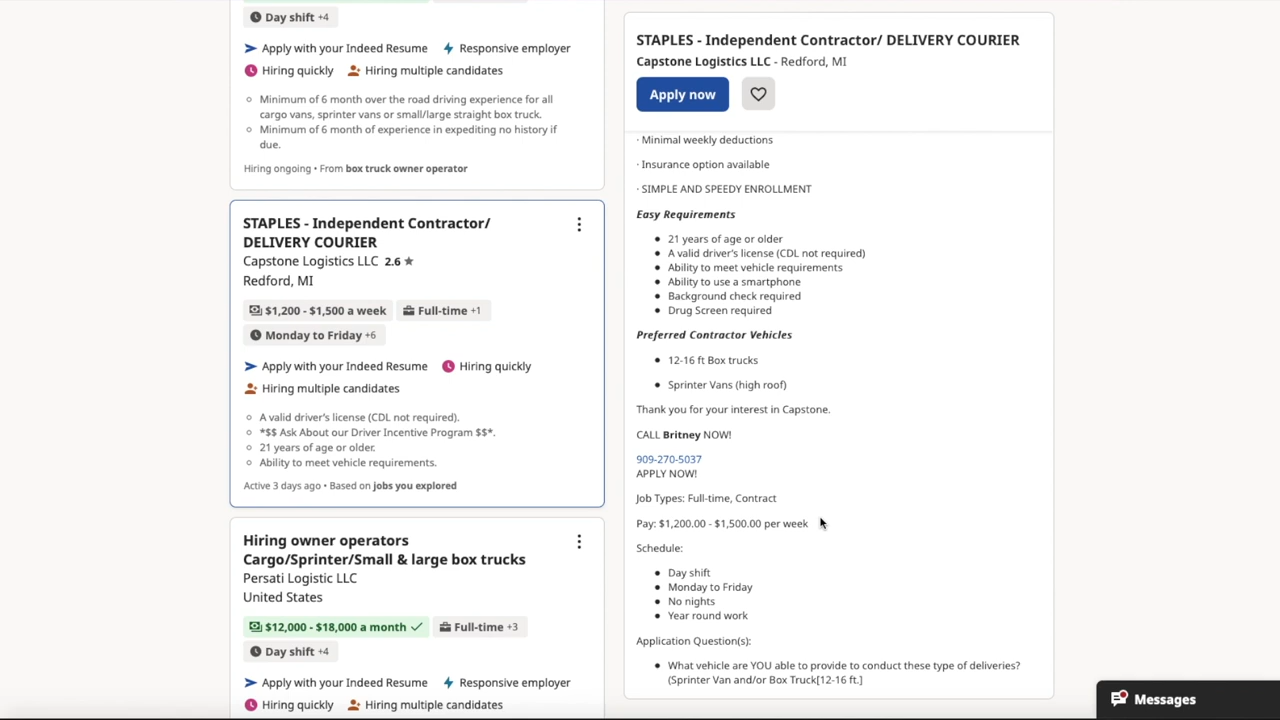 Day shift +4
Apply with your Indeed Resume Responsive employer
Hiring quickly Hiring multiple candidates
Minimum of 6 month over the road driving experience for all
cargo vans, sprinter vans or small/large straight box truck.
Minimum of 6 month of experience in expediting no history if
due.
Hiring ongoing • From box truck owner operator
STAPLES - Independent Contractor/
DELIVERY COURIER
Capstone Logistics LLC 2.6 ★
Redford, MI
$1,200 - $1,500 a week Full-time +1
Monday to Friday +6
Apply with your Indeed Resume Hiring quickly
Hiring multiple candidates
A valid driver's license (CDL not required).
*$$ Ask About our Driver Incentive Program $$*.
21 years of age or older.
Ability to meet vehicle requirements.
Active 3 days ago • Based on jobs you explored
Hiring owner operators
Cargo/Sprinter/Small & large box trucks
Persati Logistic LLC
United States
$12,000 - $18,000 a month Full-time +3
Day shift +4
Apply with your Indeed Resume Responsive employer
Hiring quickly Hiring multiple candidates
STAPLES - Independent Contractor/ DELIVERY COURIER
Capstone Logistics LLC - Redford, MI
Apply now
· Minimal weekly deductions
· Insurance option available
· SIMPLE AND SPEEDY ENROLLMENT
Easy Requirements
21 years of age or older
A valid driver's license (CDL not required)
Ability to meet vehicle requirements
Ability to use a smartphone
Background check required
Drug Screen required
Preferred Contractor Vehicles
12-16 ft Box trucks
Sprinter Vans (high roof)
Thank you for your interest in Capstone.
CALL Britney NOW!
909-270-5037
APPLY NOW!
Job Types: Full-time, Contract
Pay: $1,200.00 - $1,500.00 per week
Schedule:
Day shift
Monday to Friday
No nights
Year round work
Application Question(s):
What vehicle are YOU able to provide to conduct these type of deliveries?
(Sprinter Van and/or Box Truck[12-16 ft.]
Messages